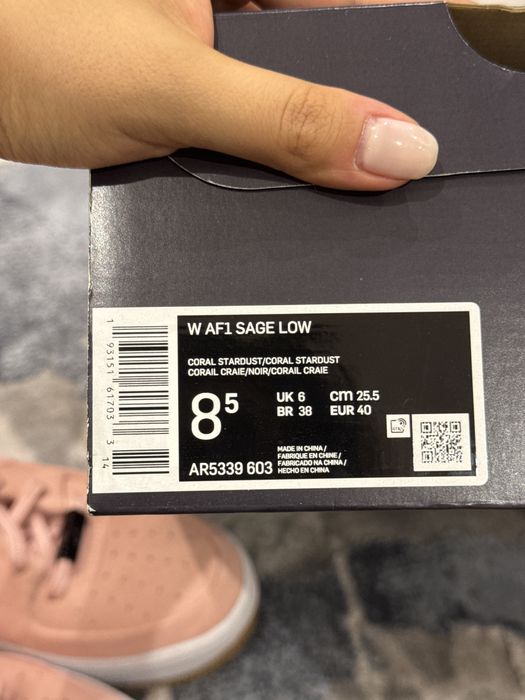 W AF1 SAGE LOW
CORAL STARDUST/CORAL STARDUST
CORAIL CRAIE/NOIR/CORAIL CRAIE
8⁵
UK 6 cm 25.5
BR 38 EUR 40
MADE IN CHINA /
FABRIQUE EN CHINE /
FABRICADO NA CHINA /
HECHO EN CHINA
AR5339 603
1 93151 61703 3 14